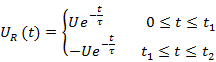 U_R (t) = { Ue^{-t/τ}    0 ≤ t ≤ t_1
-Ue^{-t/τ}    t_1 ≤ t ≤ t_2